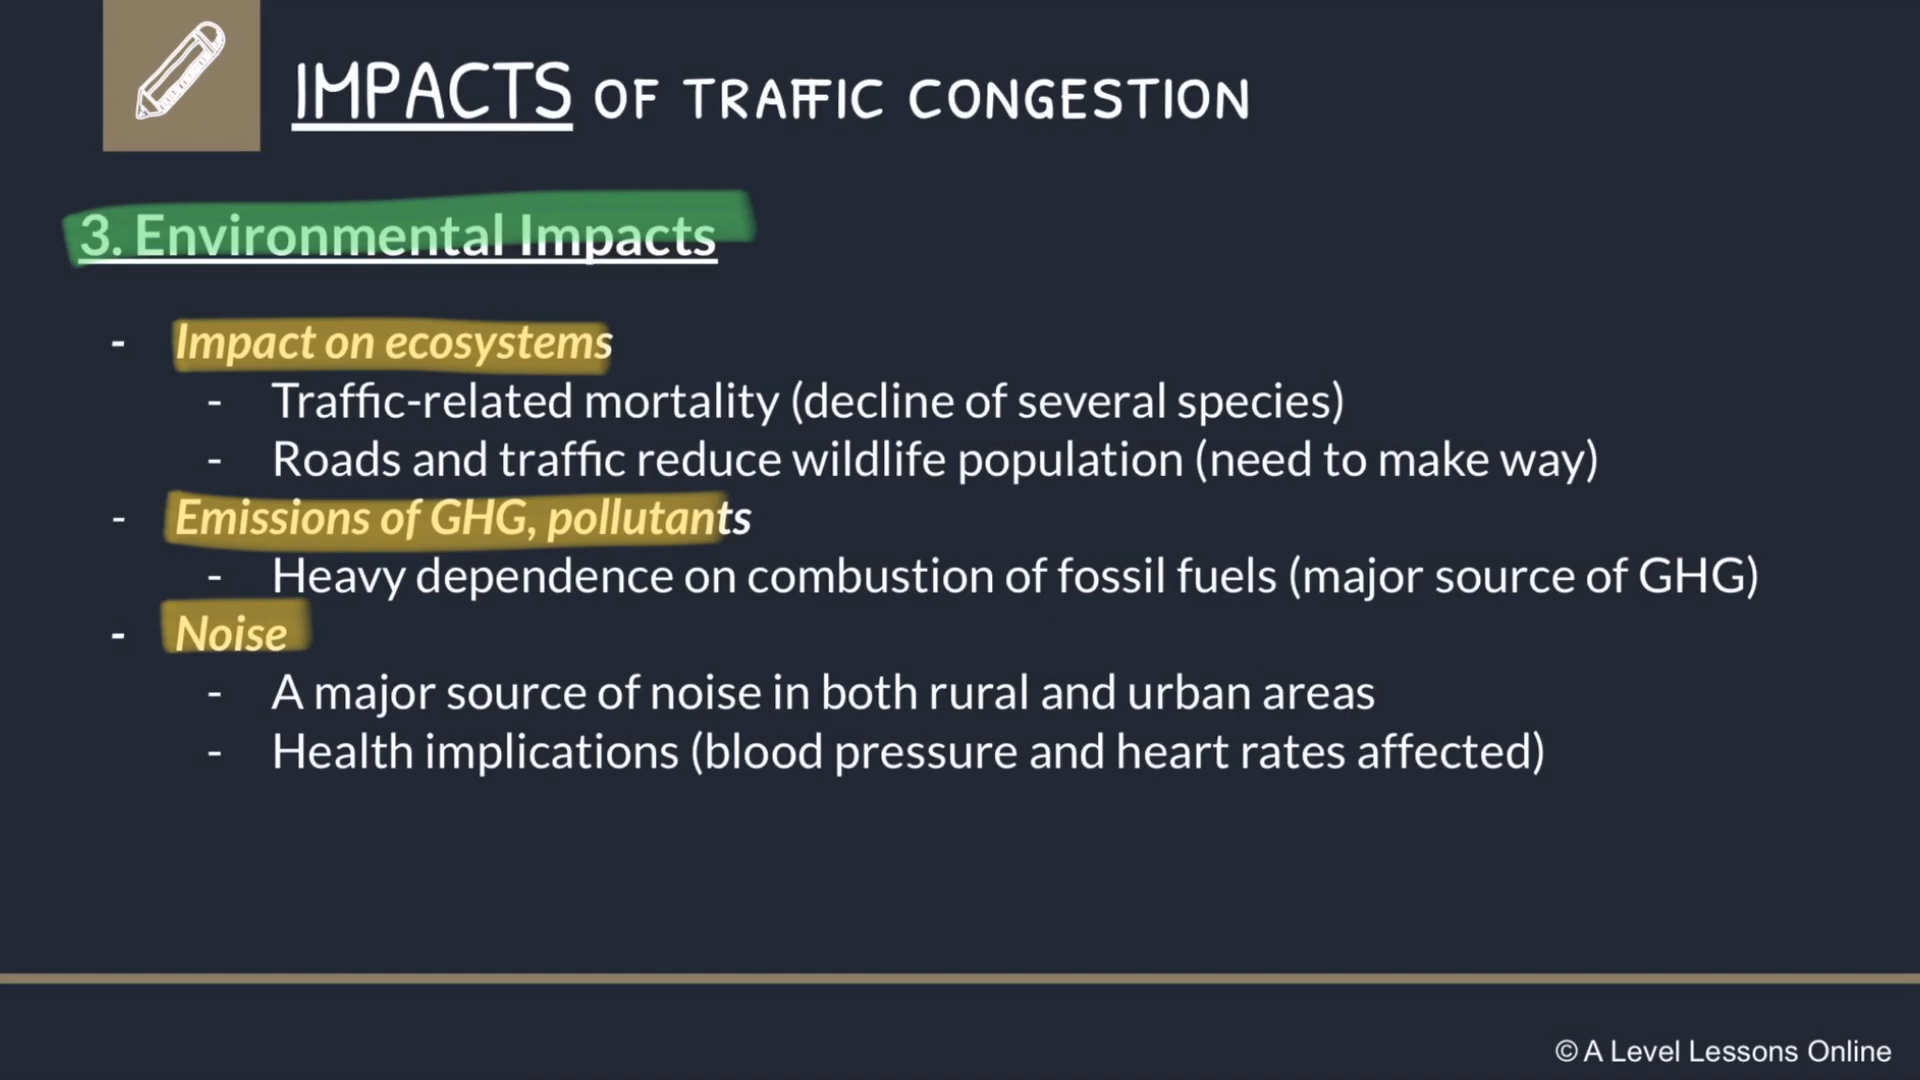 IMPACTS OF TRAFFIC CONGESTION
3. Environmental Impacts
- Impact on ecosystems
- Traffic-related mortality (decline of several species)
- Roads and traffic reduce wildlife population (need to make way)
- Emissions of GHG, pollutants
- Heavy dependence on combustion of fossil fuels (major source of GHG)
- Noise
- A major source of noise in both rural and urban areas
- Health implications (blood pressure and heart rates affected)
© A Level Lessons Online